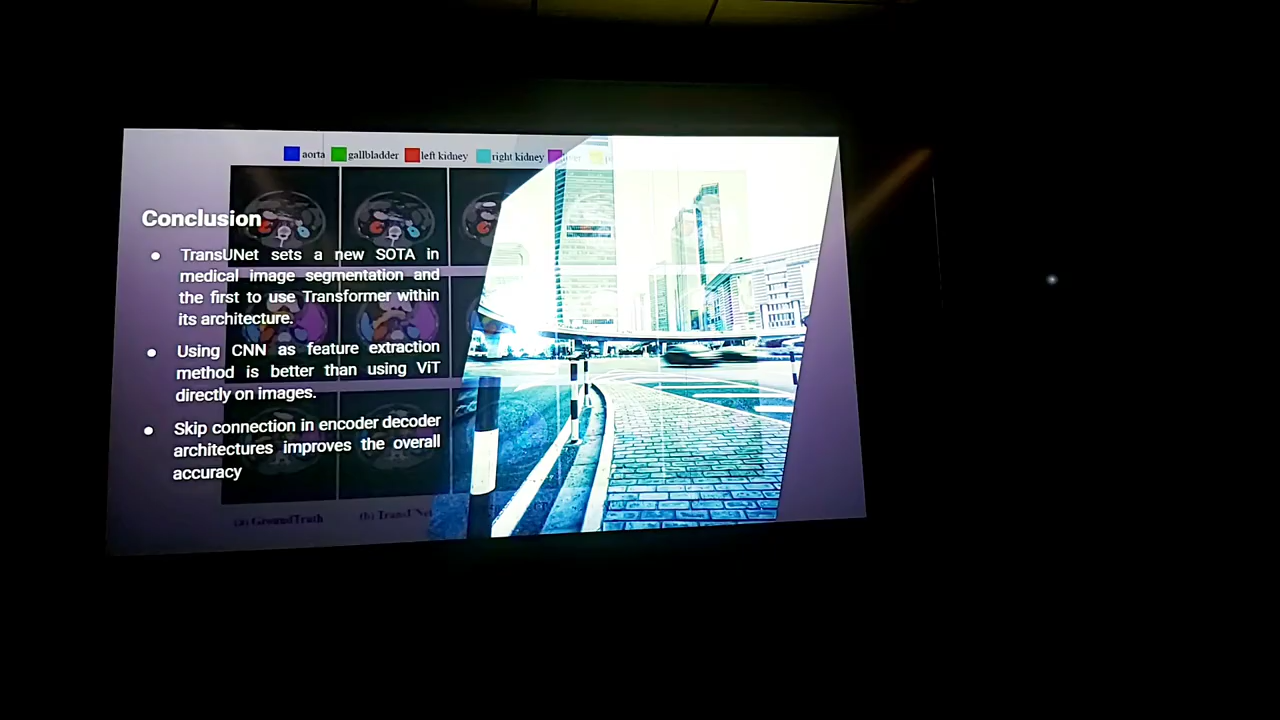 aorta gallbladder left kidney right kidney
Conclusion
● TransUNet sets a new SOTA in
medical image segmentation and
the first to use Transformer within
its architecture.
● Using CNN as feature extraction
method is better than using ViT
directly on images.
● Skip connection in encoder decoder
architectures improves the overall
accuracy
(a) GroundTruth (b) TransUNet